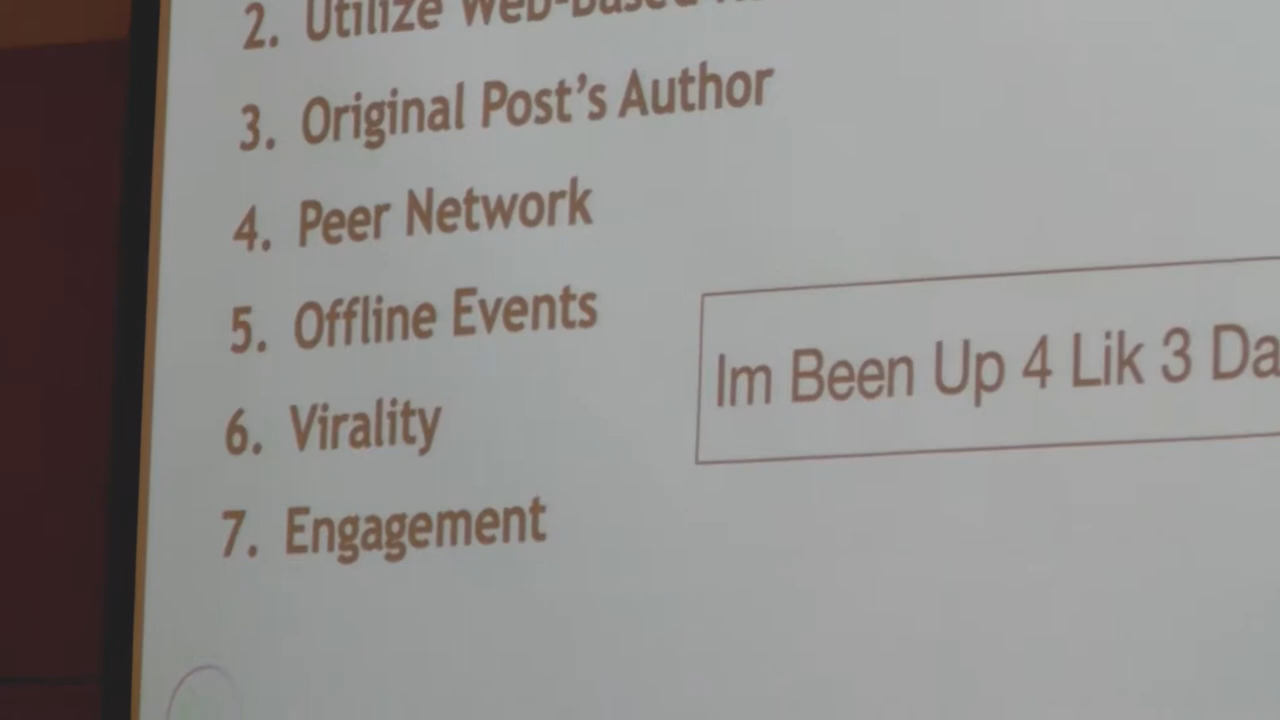 2. Utilize Web-Based
3. Original Post's Author
4. Peer Network
5. Offline Events
Im Been Up 4 Lik 3 Da
6. Virality
7. Engagement